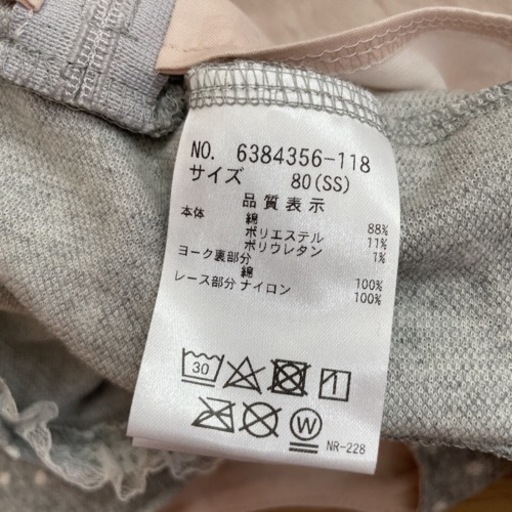 NO. 6384356-118
サイズ 80(SS)
品質表示
本体 綿 88%
ポリエステル 11%
ポリウレタン 1%
ヨーク裏部分
綿 100%
レース部分 ナイロン 100%
30
W
NR-228